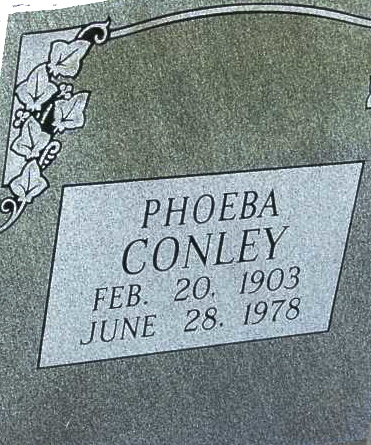 PHOEBA
CONLEY
FEB. 20, 1903
JUNE 28. 1978